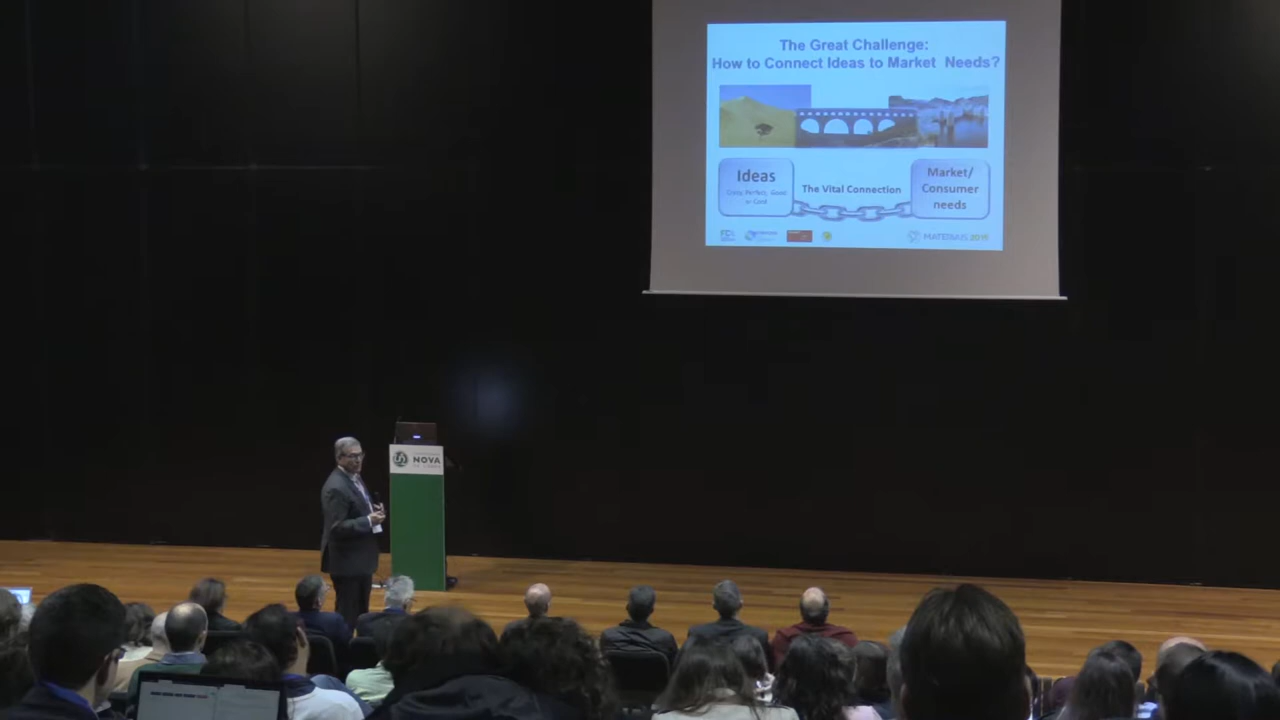 The Great Challenge:
How to Connect Ideas to Market Needs?
Ideas
The Vital Connection
Market/
Consumer
needs
MATERIAIS 2015
NOVA